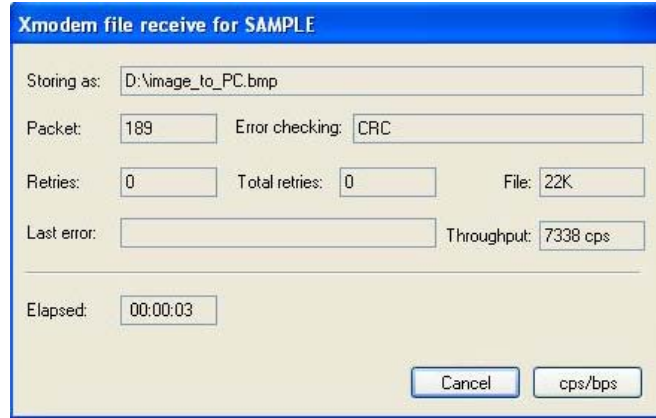 Xmodem file receive for SAMPLE
Storing as: D:\image_to_PC.bmp
Packet: 189 Error checking: CRC
Retries: 0 Total retries: 0 File: 22K
Last error: Throughput: 7338 cps
Elapsed: 00:00:03
Cancel cps/bps